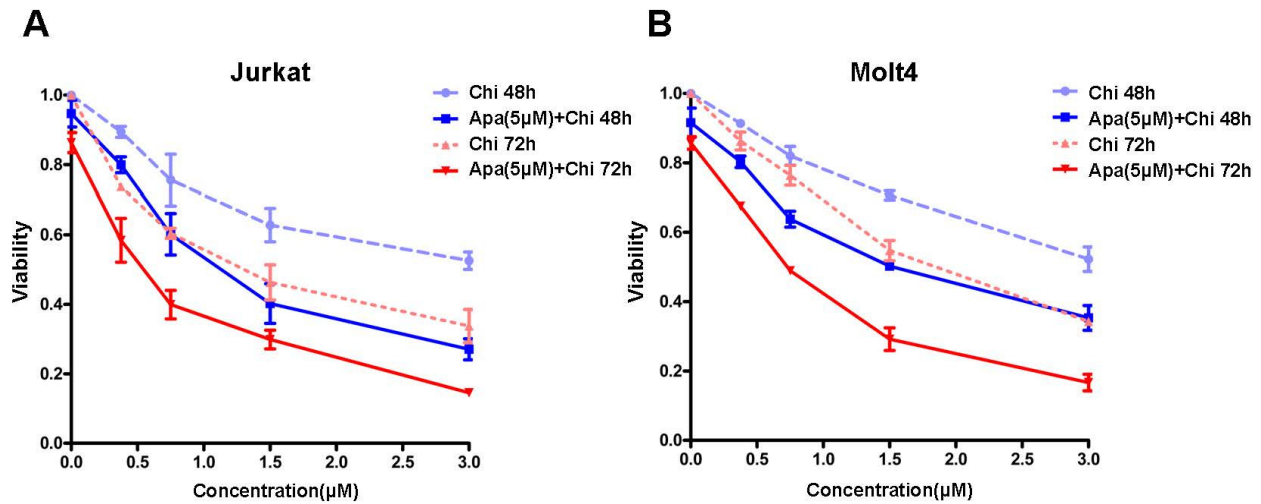 A
Jurkat
Chi 48h
Apa(5μM)+Chi 48h
Chi 72h
Apa(5μM)+Chi 72h
Viability
1.0
0.8
0.6
0.4
0.2
0.0
0.0 0.5 1.0 1.5 2.0 2.5 3.0
Concentration(μM)
B
Molt4
Chi 48h
Apa(5μM)+Chi 48h
Chi 72h
Apa(5μM)+Chi 72h
Viability
1.0
0.8
0.6
0.4
0.2
0.0
0.0 0.5 1.0 1.5 2.0 2.5 3.0
Concentration(μM)